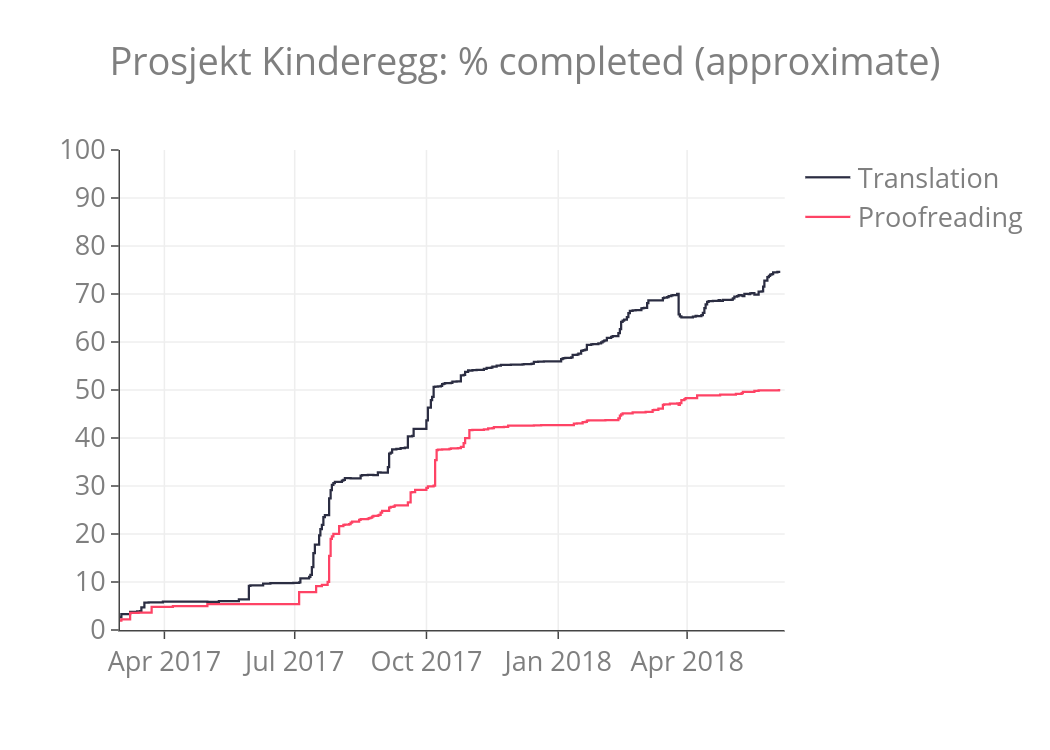 Prosjekt Kinderegg: % completed (approximate)
100
90
80
70
60
50
40
30
20
10
0
Apr 2017
Jul 2017
Oct 2017
Jan 2018
Apr 2018
Translation
Proofreading